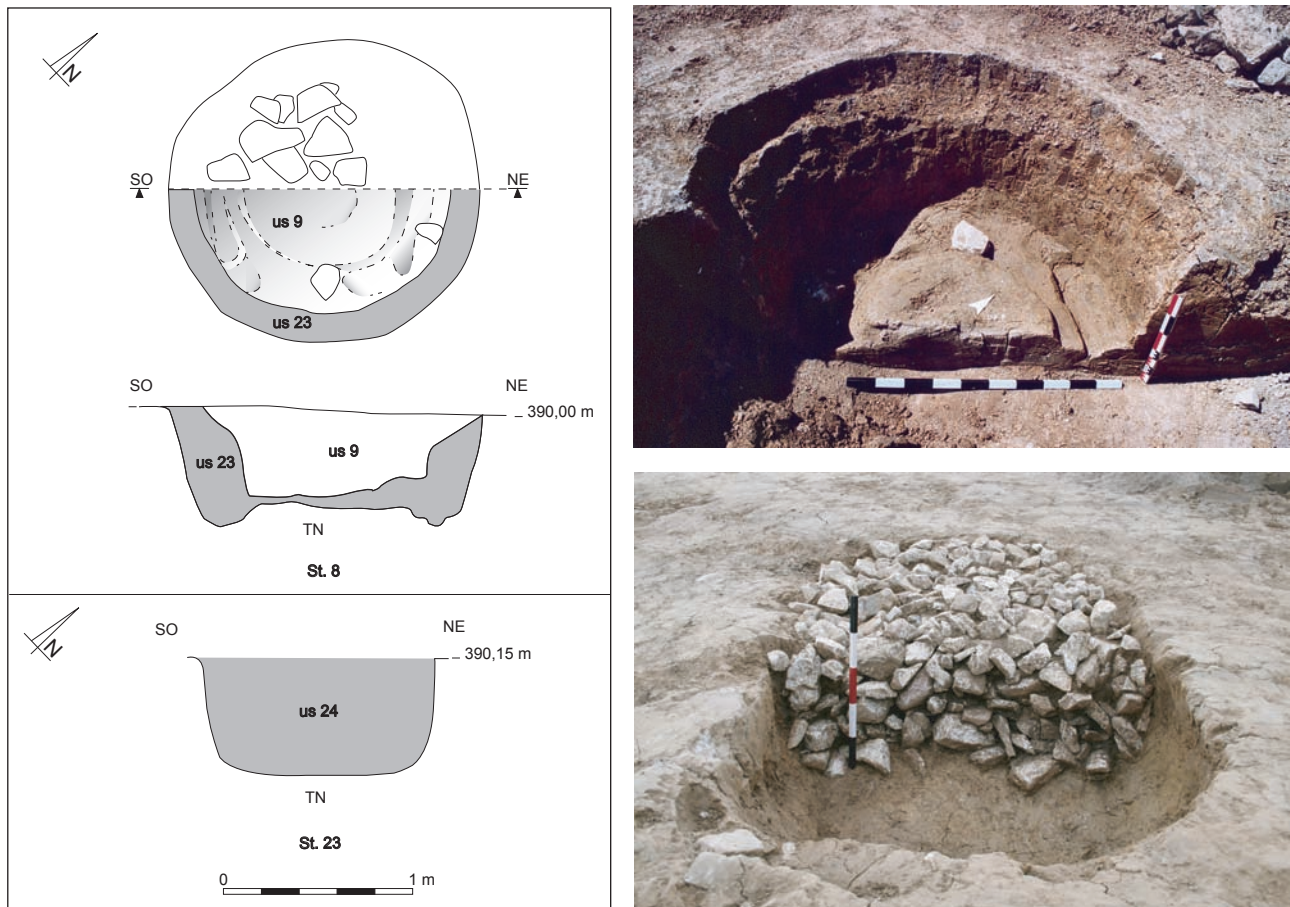 N
SO NE
us 9
us 23
SO NE
390,00 m
us 23 us 9
TN
St. 8
N
SO NE
390,15 m
us 24
TN
St. 23
0 1 m